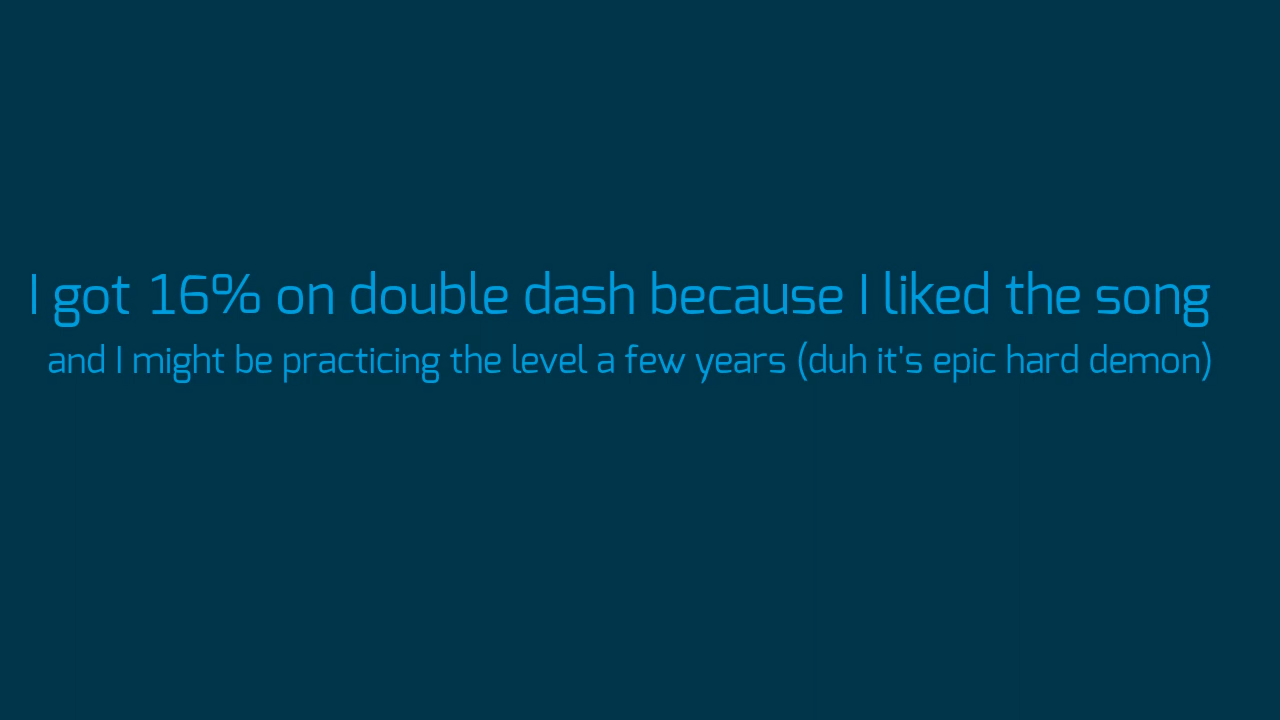 I got 16% on double dash because I liked the song
and I might be practicing the level a few years (duh it's epic hard demon)